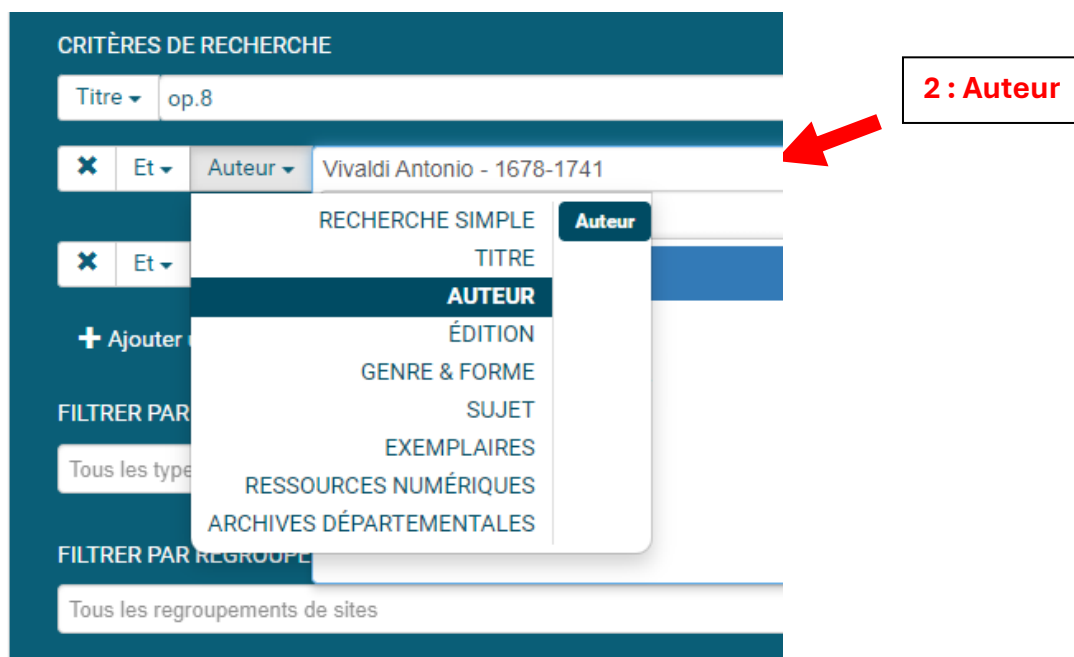 CRITÈRES DE RECHERCHE
Titre op.8
2 : Auteur
Et Auteur Vivaldi Antonio - 1678-1741
RECHERCHE SIMPLE Auteur
TITRE
Et
AUTEUR
Ajouter
ÉDITION
GENRE & FORME
FILTRER PAR
SUJET
EXEMPLAIRES
Tous les type
RESSOURCES NUMÉRIQUES
ARCHIVES DÉPARTEMENTALES
FILTRER PAR REGROUPE
Tous les regroupements de sites